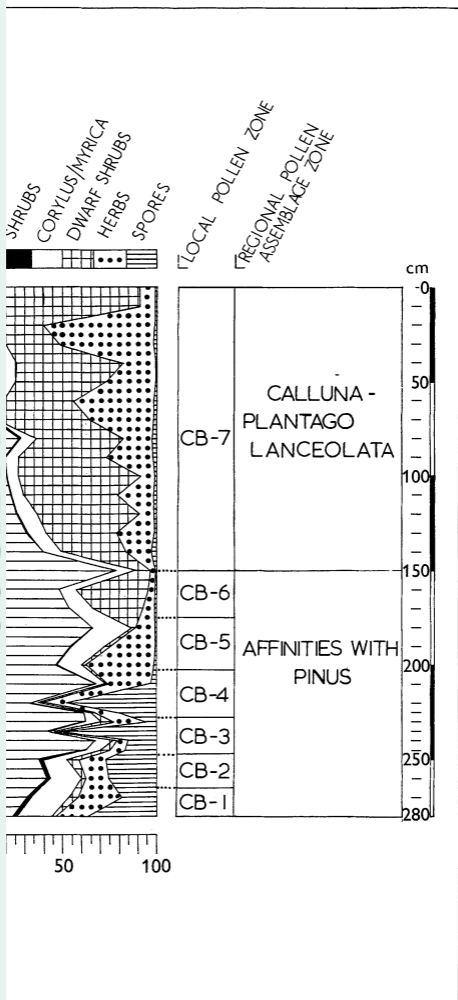 SHRUBS
CORYLUS/MYRICA
DWARF SHRUBS
HERBS
SPORES
LOCAL POLLEN ZONE
REGIONAL POLLEN
ASSEMBLAGE ZONE
cm
-0
CALLUNA -
PLANTAGO
LANCEOLATA
50
CB-7
100
150
CB-6
CB-5
AFFINITIES WITH
PINUS
200
CB-4
CB-3
250
CB-2
CB-1
280
50
100